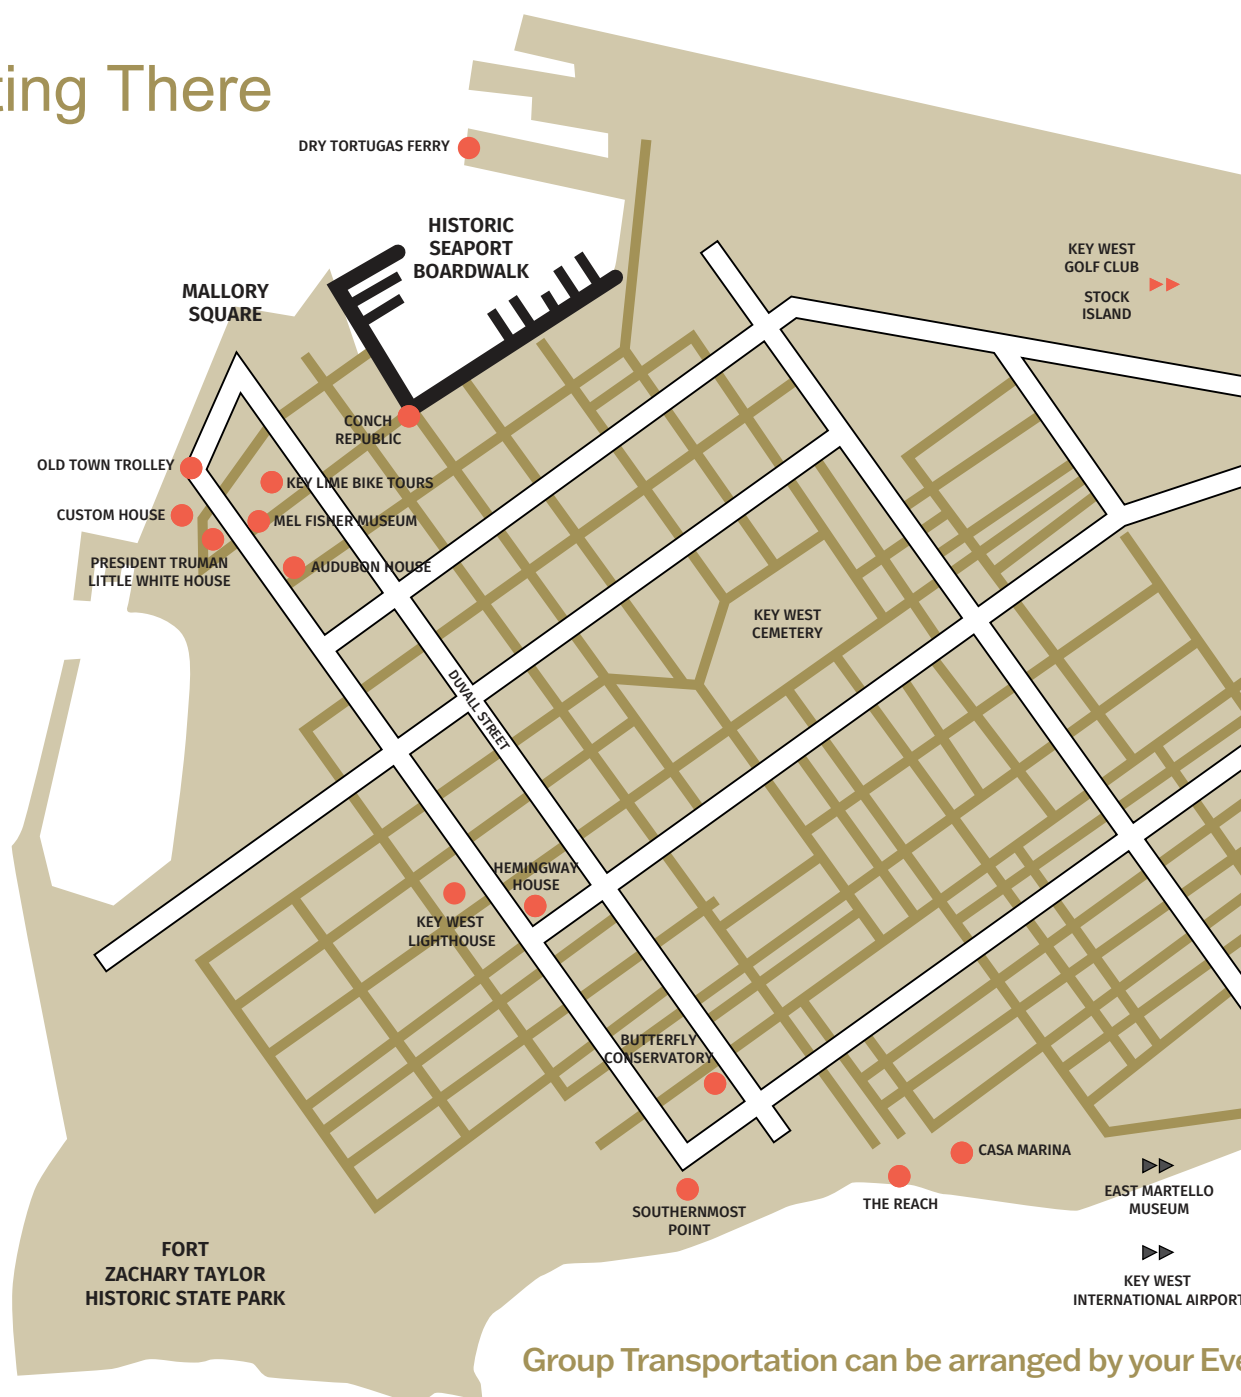 ting There
DRY TORTUGAS FERRY
HISTORIC
SEAPORT
BOARDWALK
KEY WEST
GOLF CLUB
STOCK
ISLAND
MALLORY
SQUARE
CONCH
REPUBLIC
OLD TOWN TROLLEY
KEY LIME BIKE TOURS
CUSTOM HOUSE
MEL FISHER MUSEUM
PRESIDENT TRUMAN
LITTLE WHITE HOUSE
AUDUBON HOUSE
KEY WEST
CEMETERY
DUVALL STREET
HEMINGWAY
HOUSE
KEY WEST
LIGHTHOUSE
BUTTERFLY
CONSERVATORY
CASA MARINA
THE REACH
EAST MARTELLO
MUSEUM
SOUTHERNMOST
POINT
FORT
ZACHARY TAYLOR
HISTORIC STATE PARK
KEY WEST
INTERNATIONAL AIRPORT
Group Transportation can be arranged by your Eve